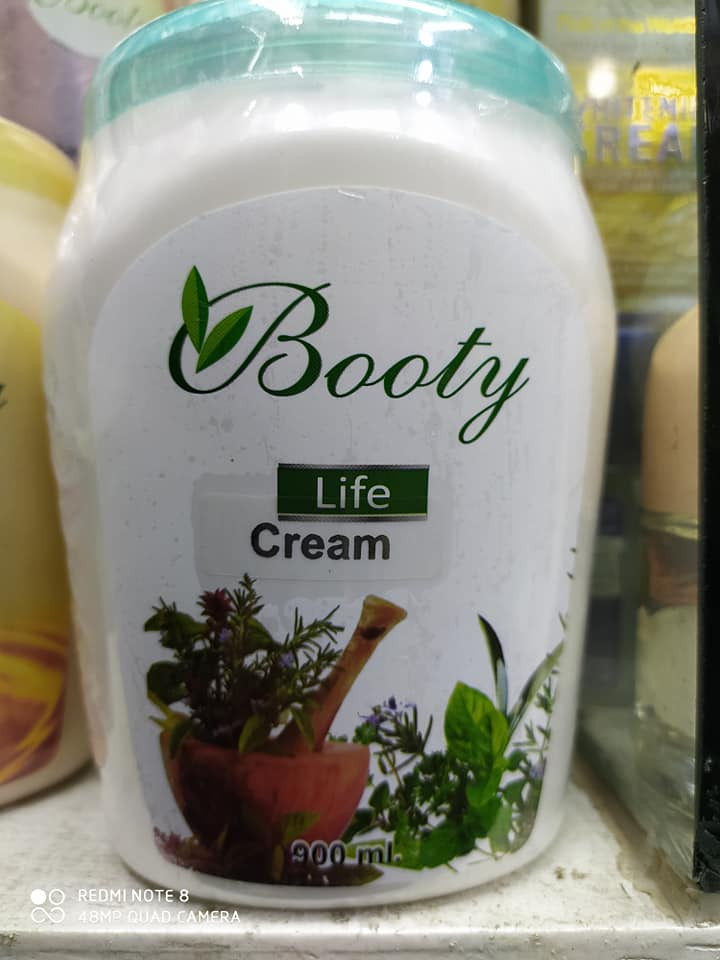 Booty
Life
Cream
900 ml.
REDMI NOTE 8
48MP QUAD CAMERA